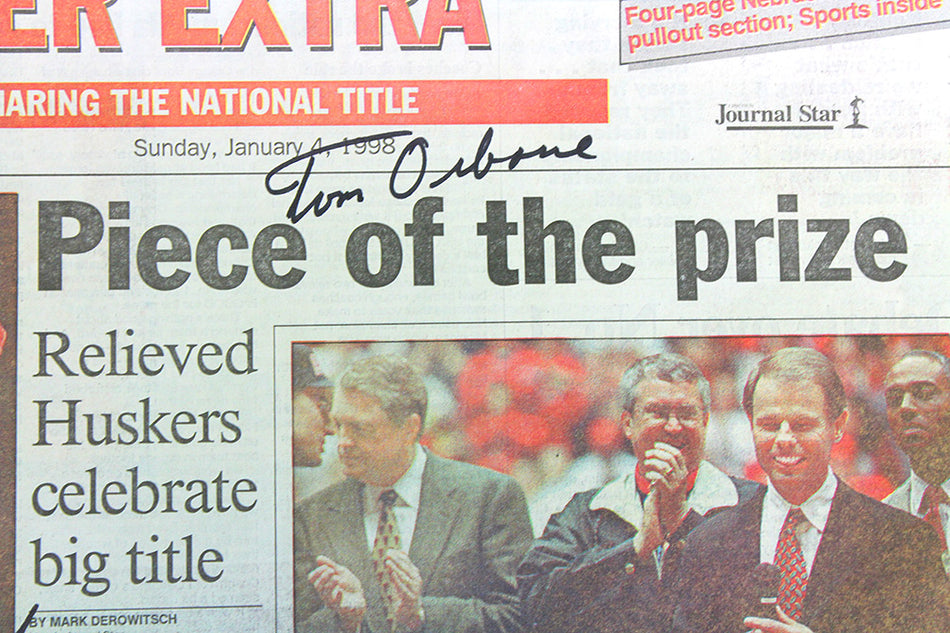 ER EXTRA
Four-page
pullout section; Sports inside
HARING THE NATIONAL TITLE
Journal Star
Sunday, January 4, 1998
Tom Osborne
Piece of the prize
Relieved
Huskers
celebrate
big title
BY MARK DEROWITSCH